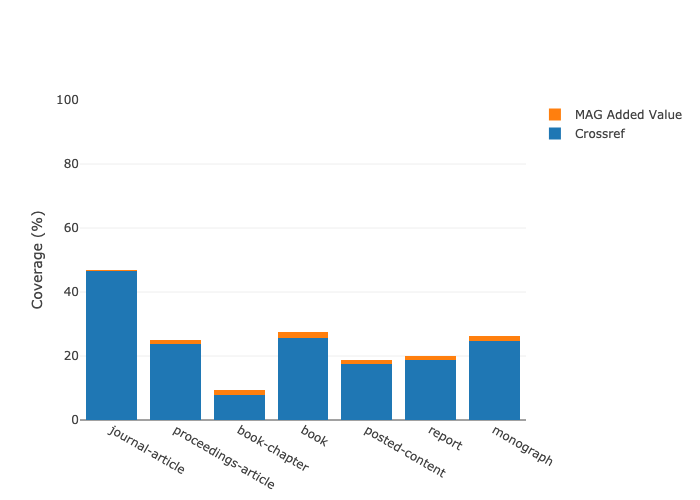 100
80
60
40
20
0
Coverage (%)
journal-article
proceedings-article
book-chapter
book
posted-content
report
monograph
MAG Added Value
Crossref